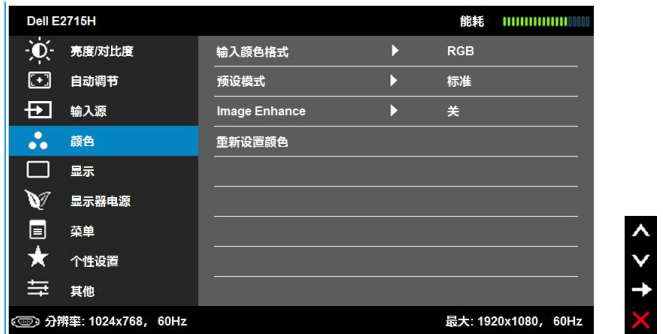 Dell E2715H 能耗
亮度/对比度 输入颜色格式 RGB
自动调节 预设模式 标准
输入源 Image Enhance 关
颜色 重新设置颜色
显示
显示器电源
菜单
个性设置
其他
分辨率: 1024x768, 60Hz 最大: 1920x1080, 60Hz